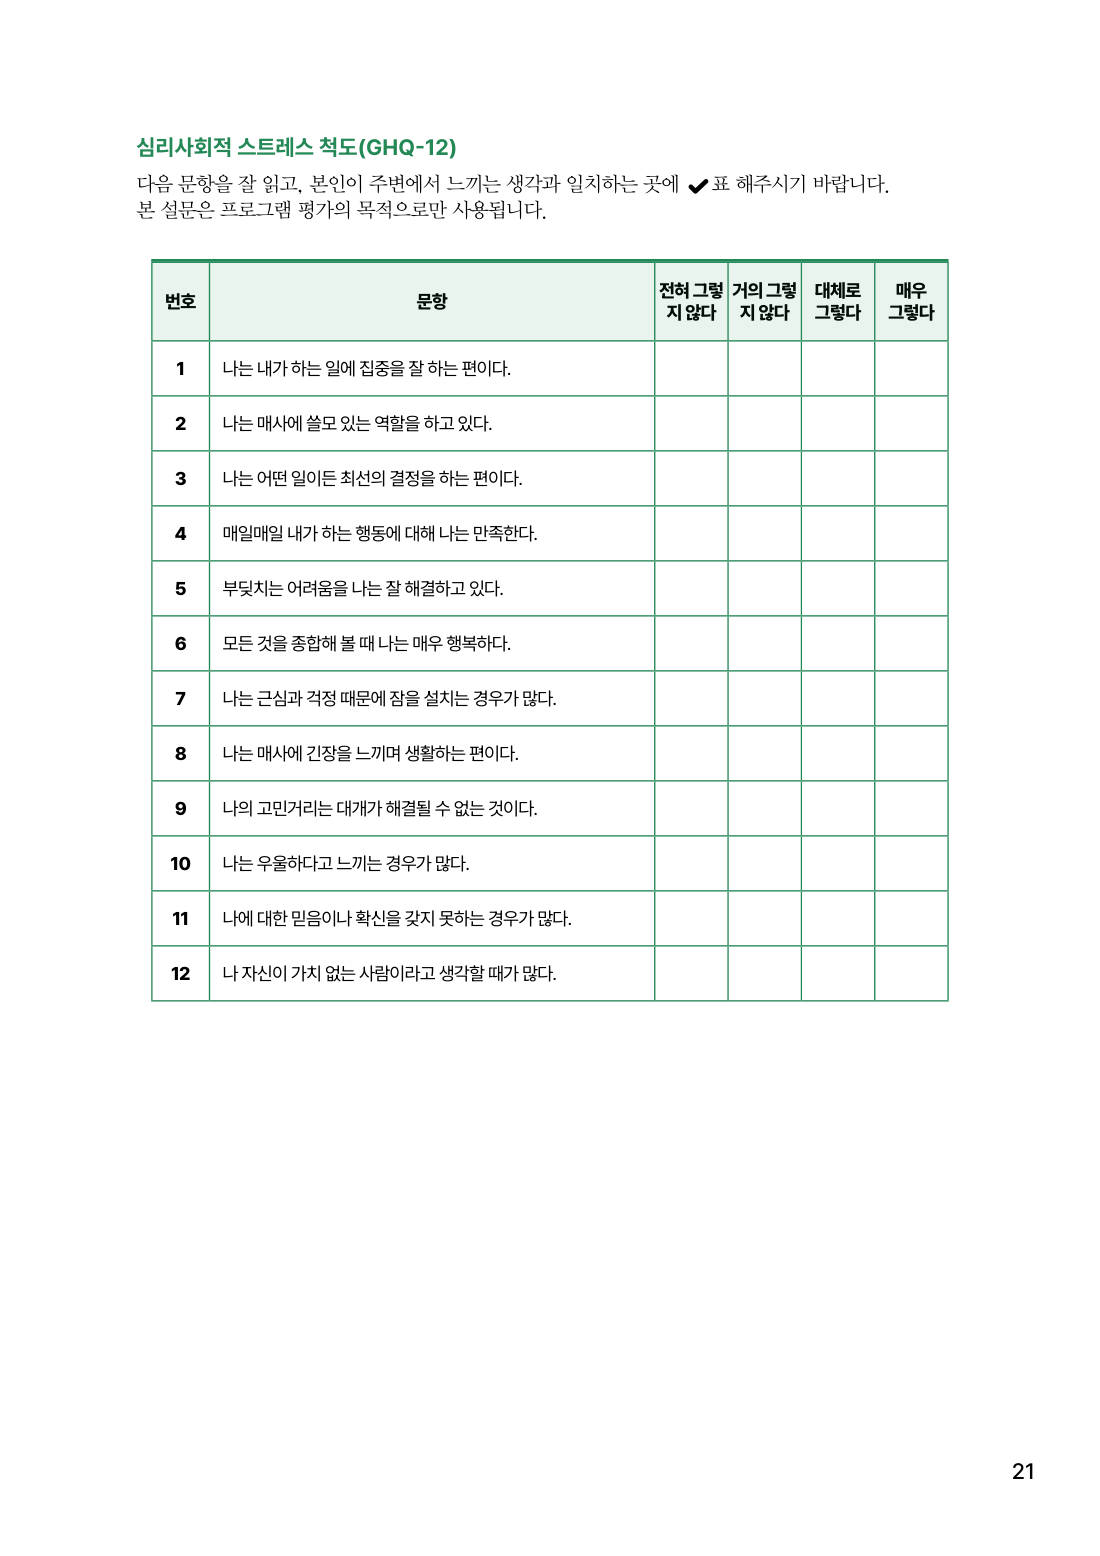 심리사회적 스트레스 척도(GHQ-12)
다음 문항을 잘 읽고, 본인이 주변에서 느끼는 생각과 일치하는 곳에 ✔표 해주시기 바랍니다.
본 설문은 프로그램 평가의 목적으로만 사용됩니다.
번호 문항 전혀 그렇지 않다 거의 그렇지 않다 대체로 그렇다 매우 그렇다
1 나는 내가 하는 일에 집중을 잘 하는 편이다.
2 나는 매사에 쓸모 있는 역할을 하고 있다.
3 나는 어떤 일이든 최선의 결정을 하는 편이다.
4 매일매일 내가 하는 행동에 대해 나는 만족한다.
5 부딪치는 어려움을 나는 잘 해결하고 있다.
6 모든 것을 종합해 볼 때 나는 매우 행복하다.
7 나는 근심과 걱정 때문에 잠을 설치는 경우가 많다.
8 나는 매사에 긴장을 느끼며 생활하는 편이다.
9 나의 고민거리는 대개가 해결될 수 없는 것이다.
10 나는 우울하다고 느끼는 경우가 많다.
11 나에 대한 믿음이나 확신을 갖지 못하는 경우가 많다.
12 나 자신이 가치 없는 사람이라고 생각할 때가 많다.
21